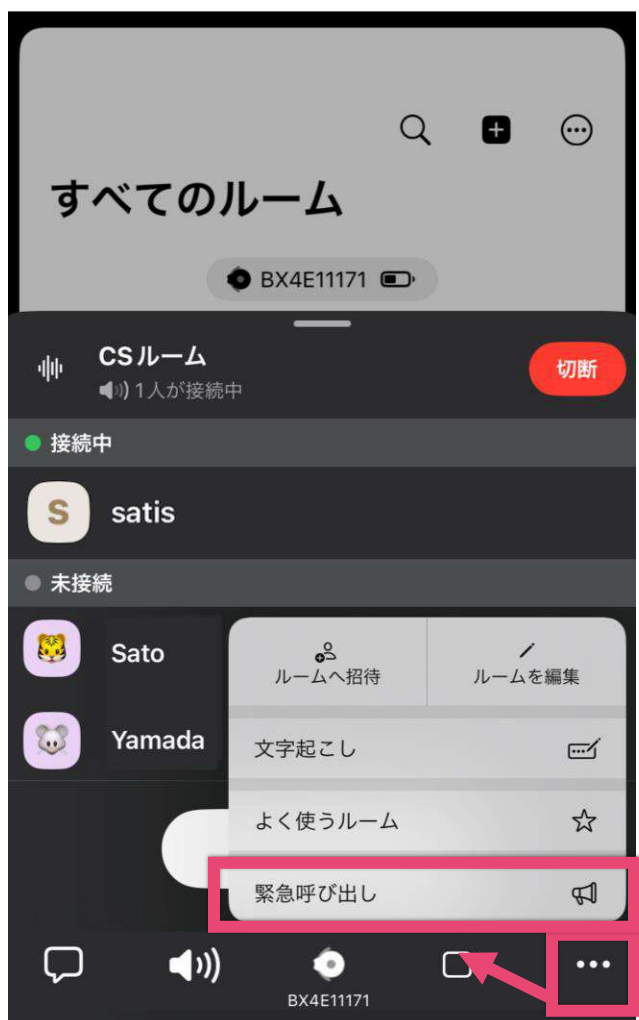 すべてのルーム
BX4E11171
CSルーム
切断
1人が接続中
接続中
S
satis
未接続
Sato
ルームへ招待
ルームを編集
Yamada
文字起こし
よく使うルーム
緊急呼び出し
BX4E11171